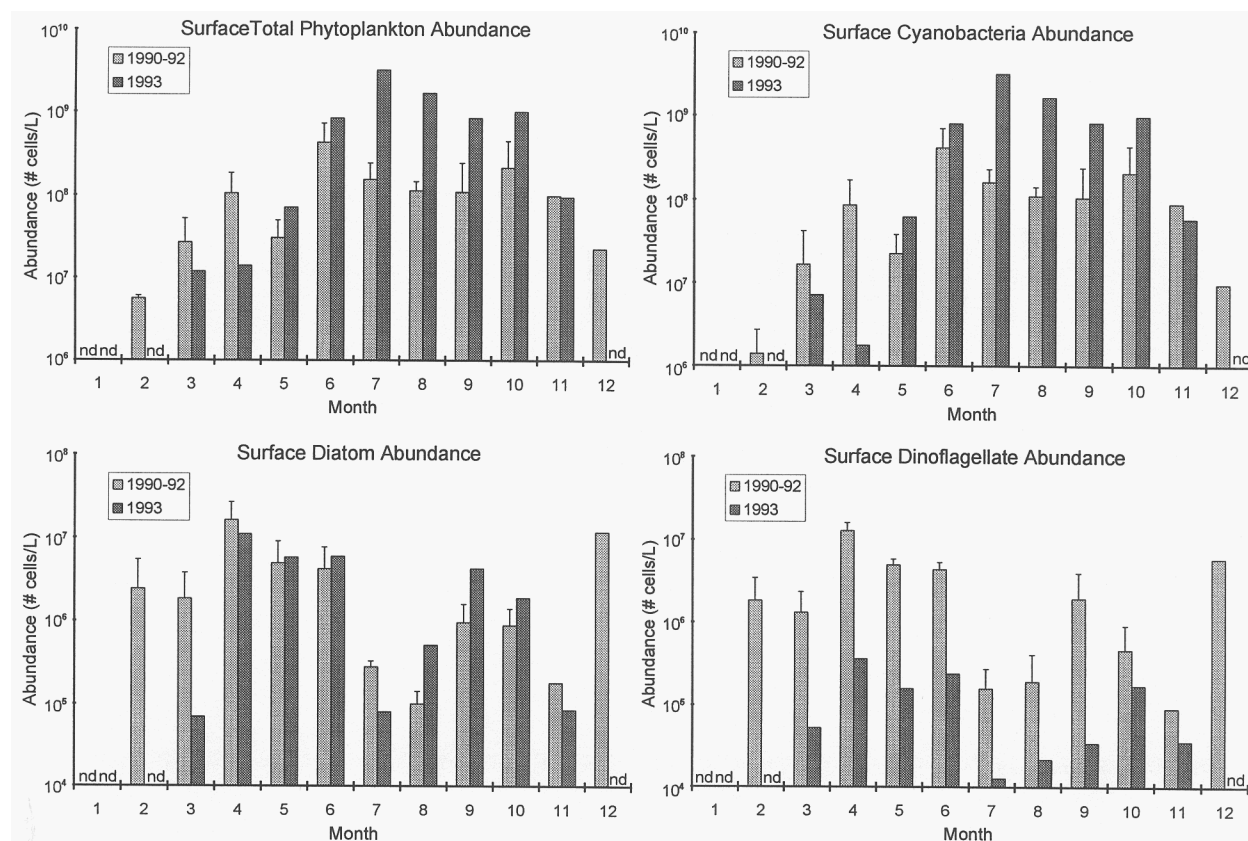 SurfaceTotal Phytoplankton Abundance
1990-92
1993
Abundance (# cells/L)
10¹⁰
10⁹
10⁸
10⁷
10⁶
nd nd nd nd
1 2 3 4 5 6 7 8 9 10 11 12
Month
Surface Cyanobacteria Abundance
1990-92
1993
Abundance (# cells/L)
10¹⁰
10⁹
10⁸
10⁷
10⁶
nd nd nd nd
1 2 3 4 5 6 7 8 9 10 11 12
Month
Surface Diatom Abundance
1990-92
1993
Abundance (# cells/L)
10⁸
10⁷
10⁶
10⁵
10⁴
nd nd nd nd
1 2 3 4 5 6 7 8 9 10 11 12
Month
Surface Dinoflagellate Abundance
1990-92
1993
Abundance (# cells/L)
10⁸
10⁷
10⁶
10⁵
10⁴
nd nd nd nd
1 2 3 4 5 6 7 8 9 10 11 12
Month